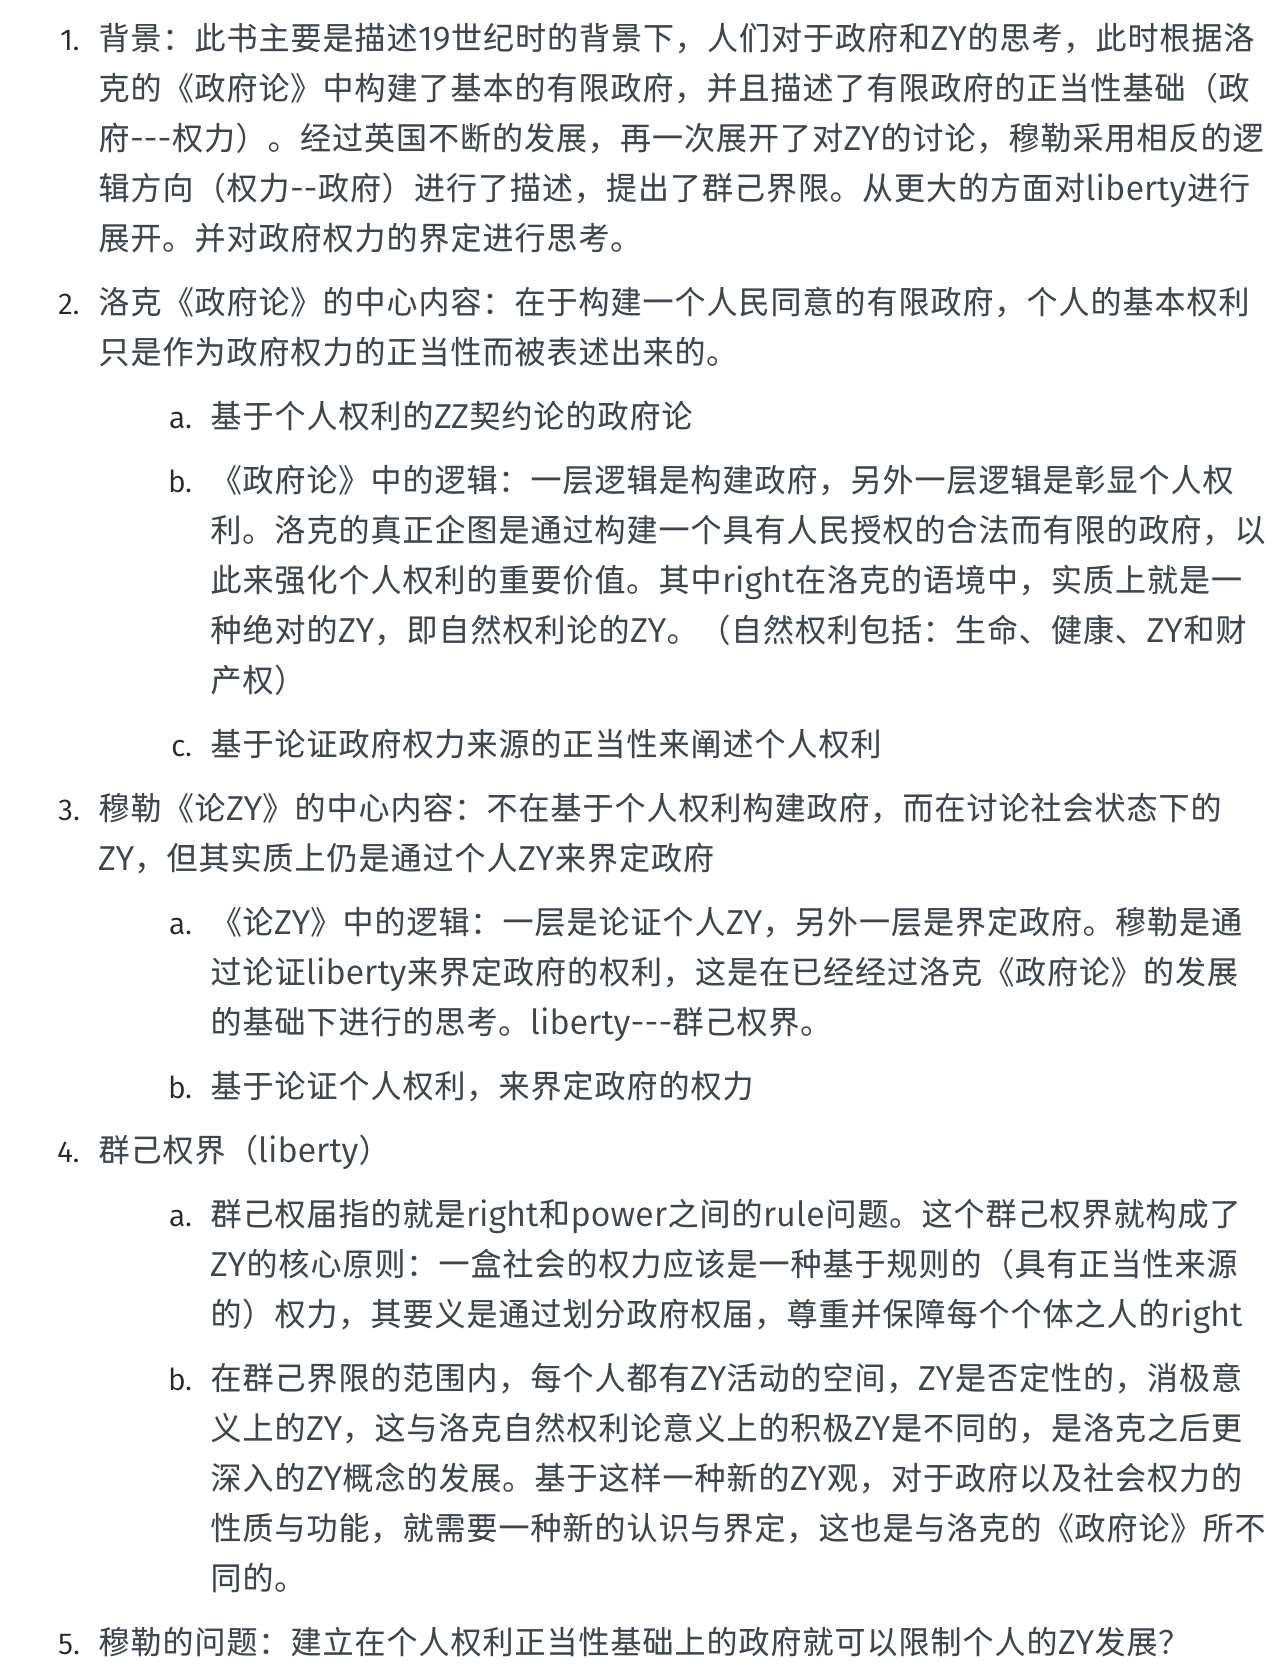 1. 背景：此书主要是描述19世纪时的背景下，人们对于政府和ZY的思考，此时根据洛
克的《政府论》中构建了基本的有限政府，并且描述了有限政府的正当性基础（政
府---权力）。经过英国不断的发展，再一次展开了对ZY的讨论，穆勒采用相反的逻
辑方向（权力--政府）进行了描述，提出了群己界限。从更大的方面对liberty进行
展开。并对政府权力的界定进行思考。
2. 洛克《政府论》的中心内容：在于构建一个人民同意的有限政府，个人的基本权利
只是作为政府权力的正当性而被表述出来的。
a. 基于个人权利的ZZ契约论的政府论
b. 《政府论》中的逻辑：一层逻辑是构建政府，另外一层逻辑是彰显个人权
利。洛克的真正企图是通过构建一个具有人民授权的合法而有限的政府，以
此来强化个人权利的重要价值。其中right在洛克的语境中，实质上就是一
种绝对的ZY，即自然权利论的ZY。（自然权利包括：生命、健康、ZY和财
产权）
c. 基于论证政府权力来源的正当性来阐述个人权利
3. 穆勒《论ZY》的中心内容：不在基于个人权利构建政府，而在讨论社会状态下的
ZY，但其实质上仍是通过个人ZY来界定政府
a. 《论ZY》中的逻辑：一层是论证个人ZY，另外一层是界定政府。穆勒是通
过论证liberty来界定政府的权利，这是在已经经过洛克《政府论》的发展
的基础下进行的思考。liberty---群己权界。
b. 基于论证个人权利，来界定政府的权力
4. 群己权界（liberty）
a. 群己权届指的就是right和power之间的rule问题。这个群己权界就构成了
ZY的核心原则：一盒社会的权力应该是一种基于规则的（具有正当性来源
的）权力，其要义是通过划分政府权届，尊重并保障每个个体之人的right
b. 在群己界限的范围内，每个人都有ZY活动的空间，ZY是否定性的，消极意
义上的ZY，这与洛克自然权利论意义上的积极ZY是不同的，是洛克之后更
深入的ZY概念的发展。基于这样一种新的ZY观，对于政府以及社会权力的
性质与功能，就需要一种新的认识与界定，这也是与洛克的《政府论》所不
同的。
5. 穆勒的问题：建立在个人权利正当性基础上的政府就可以限制个人的ZY发展？